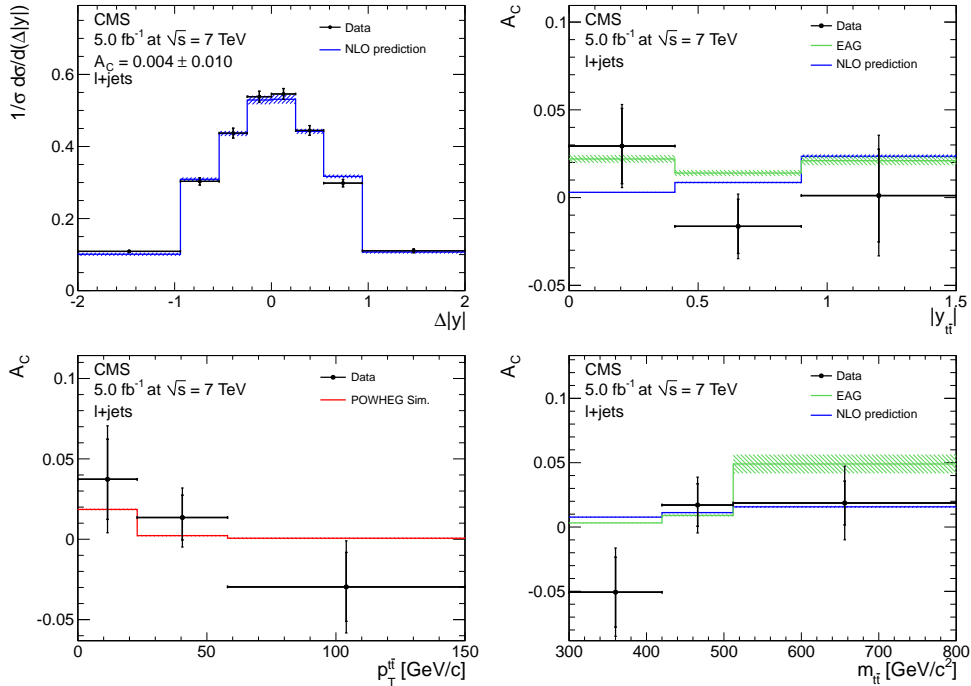 1/σ dσ/d(Δ|y|)
CMS
5.0 fb⁻¹ at √s = 7 TeV
A_C = 0.004 ± 0.010
l+jets
Data
NLO prediction
0.6
0.4
0.2
0
-2
-1
0
1
2
Δ|y|
A_C
CMS
5.0 fb⁻¹ at √s = 7 TeV
l+jets
Data
EAG
NLO prediction
0.1
0.05
0
-0.05
0
0.5
1.0
1.5
|y_tt̄|
A_C
CMS
5.0 fb⁻¹ at √s = 7 TeV
l+jets
Data
POWHEG Sim.
0.1
0.05
0
-0.05
0
50
100
150
p_T^tt̄ [GeV/c]
A_C
CMS
5.0 fb⁻¹ at √s = 7 TeV
l+jets
Data
EAG
NLO prediction
0.1
0.05
0
-0.05
300
400
500
600
700
800
m_tt̄ [GeV/c²]